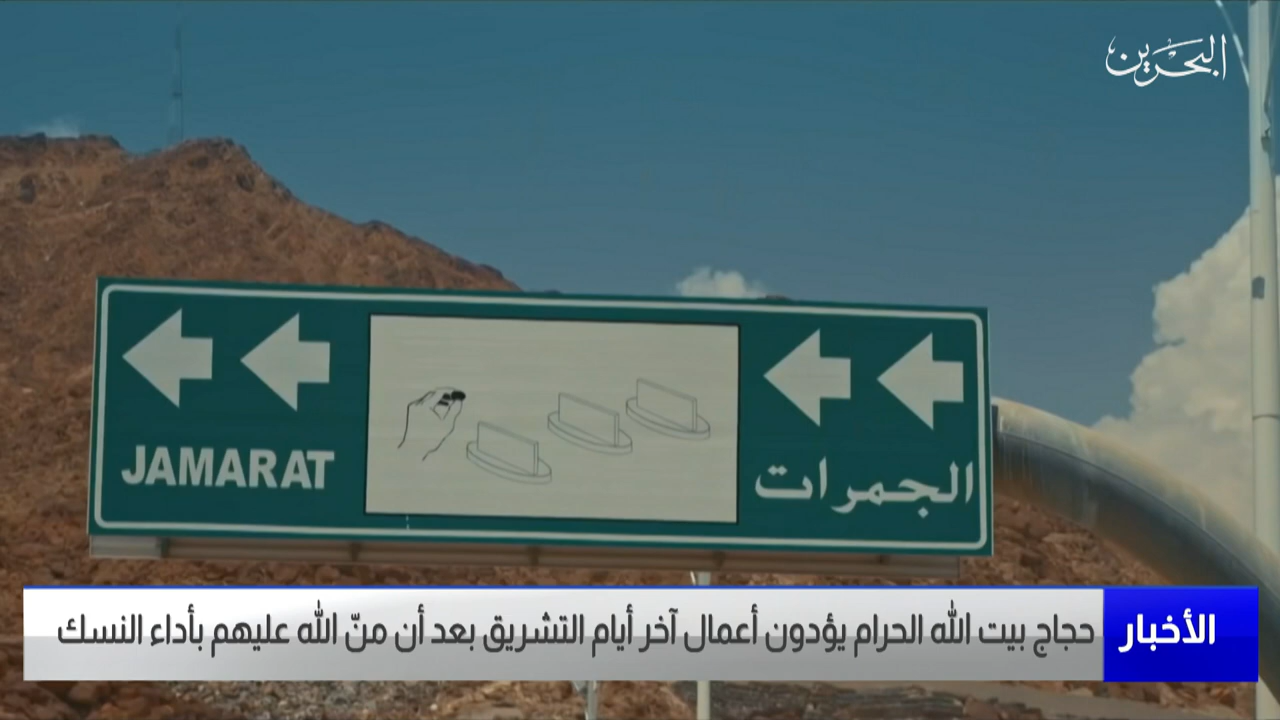 البحرين
JAMARAT
الجمرات
الأخبار
حجاج بيت الله الحرام يؤدون أعمال آخر أيام التشريق بعد أن منّ الله عليهم بأداء النسك